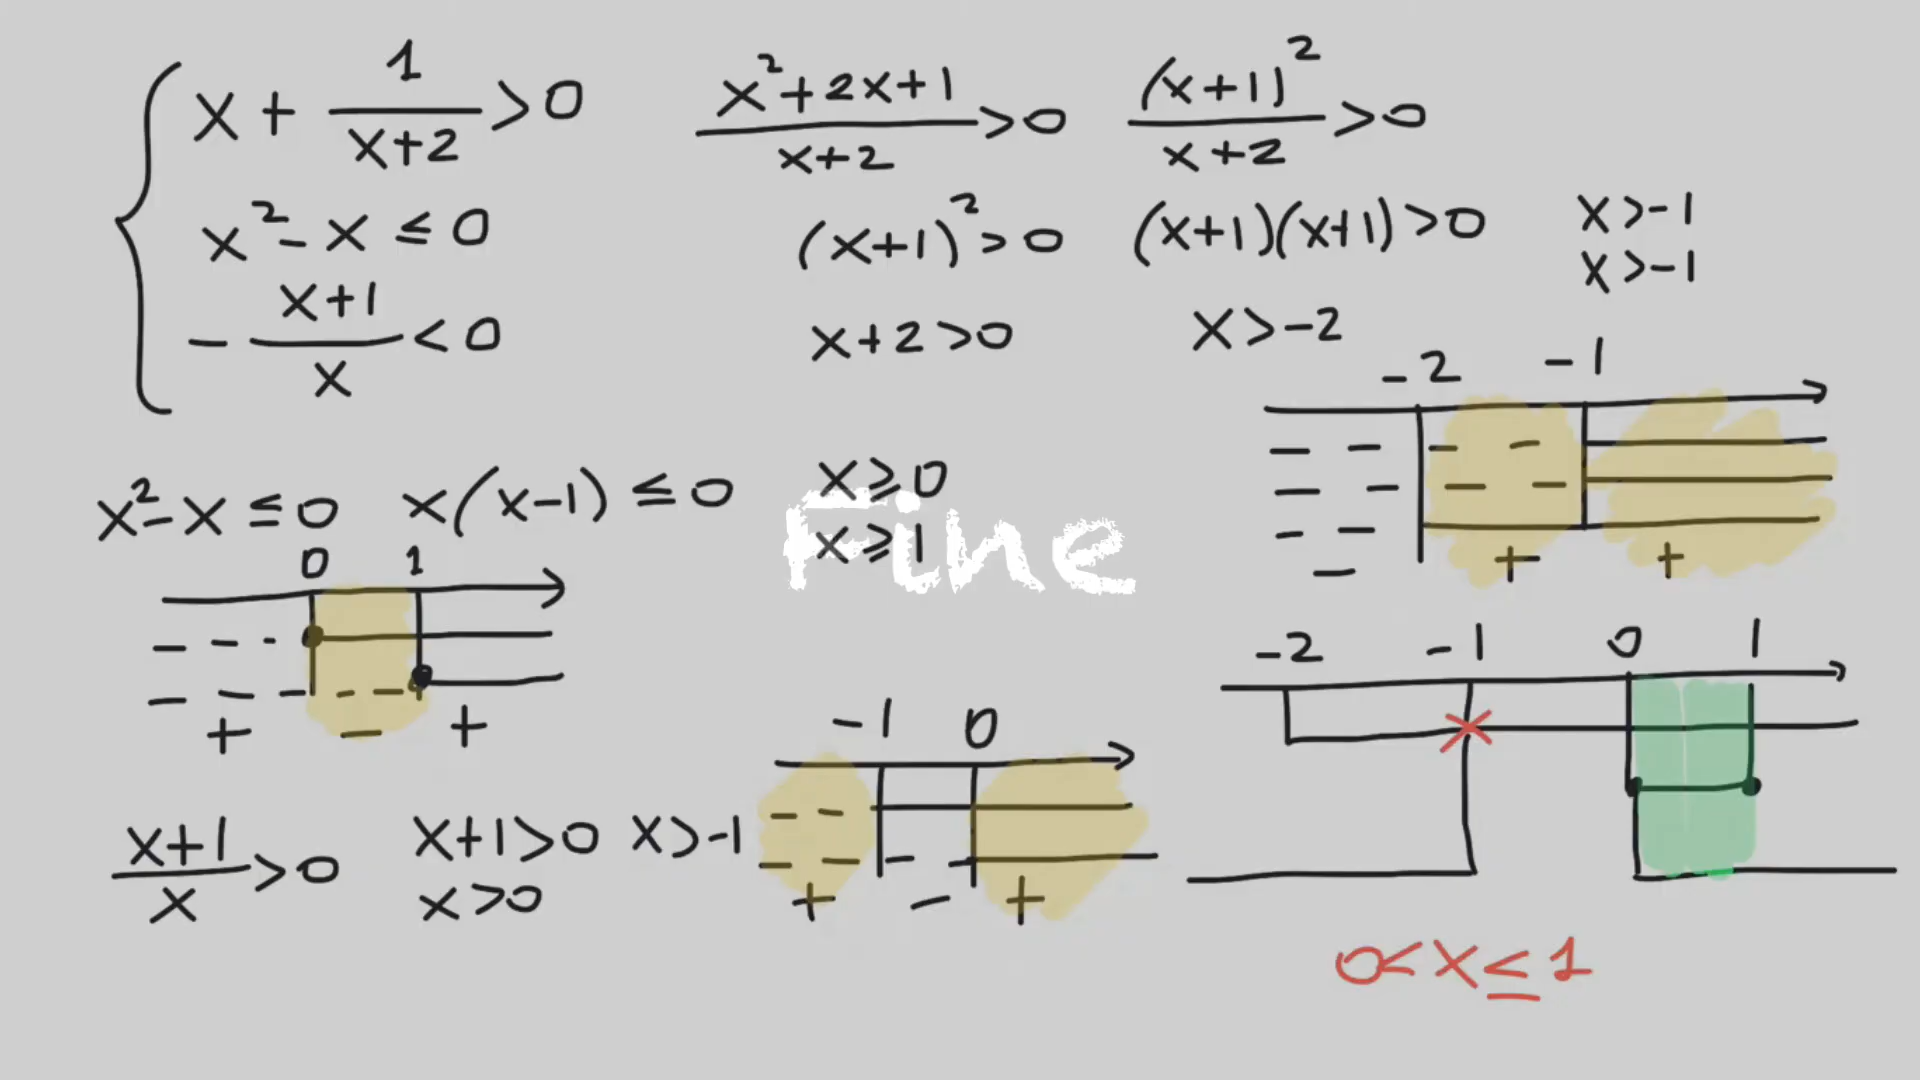 x + 1/(x+2) > 0
x² - x ≤ 0
- (x+1)/x < 0
(x²+2x+1)/(x+2) > 0 (x+1)²/(x+2) > 0
(x+1)² > 0 (x+1)(x+1) > 0 x > -1
x > -1
x+2 > 0 x > -2
-2 -1
- - - -
- - - -
- -
- + +
x² - x ≤ 0 x(x-1) ≤ 0 x ≥ 0
x ≥ 1
Fine
0 1
- - -
- - - - -
+ - +
(x+1)/x > 0 x+1 > 0 x > -1
x > 0
-1 0
- -
- - - -
+ - +
-2 -1 0 1
0 < x ≤ 1